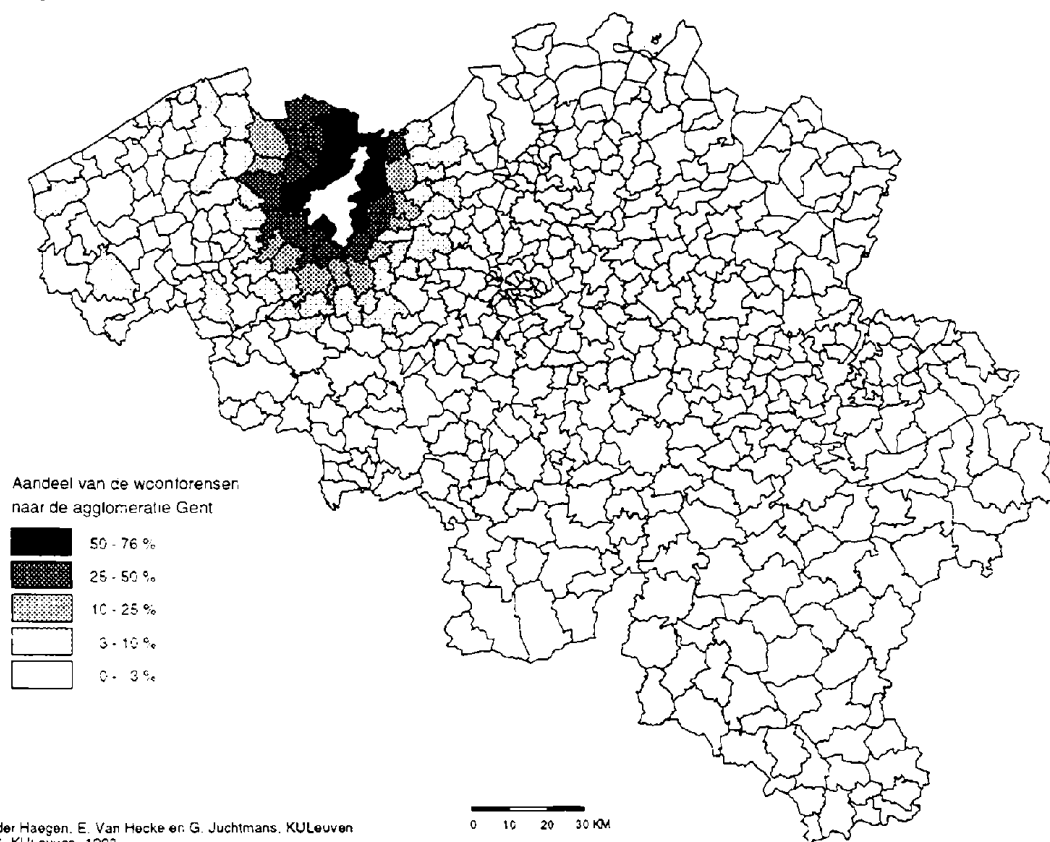 Aandeel van de woonforensen
naar de agglomeratie Gent
50 - 76 %
25 - 50 %
10 - 25 %
3 - 10 %
0 - 3 %
0 10 20 30 KM
der Haegen, E. Van Hecke en G. Juchtmans, KULeuven
KULeuven